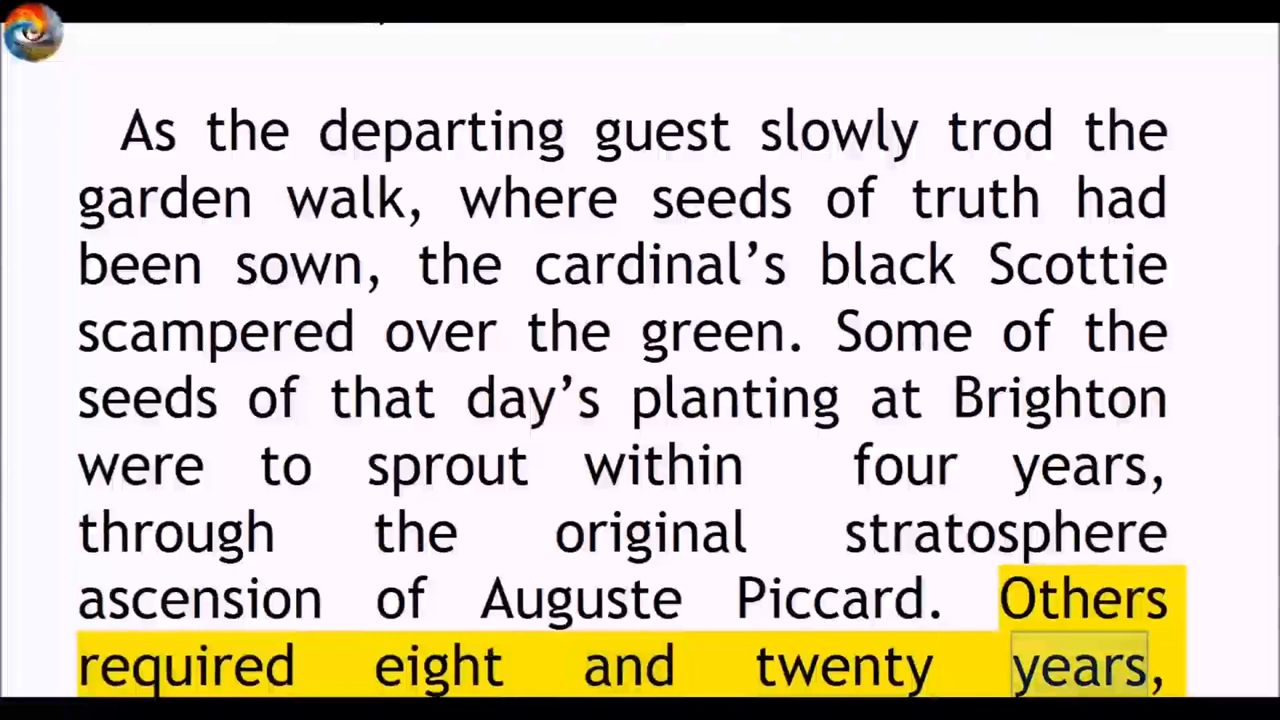 As the departing guest slowly trod the
garden walk, where seeds of truth had
been sown, the cardinal’s black Scottie
scampered over the green. Some of the
seeds of that day’s planting at Brighton
were to sprout within four years,
through the original stratosphere
ascension of Auguste Piccard. Others
required eight and twenty years,